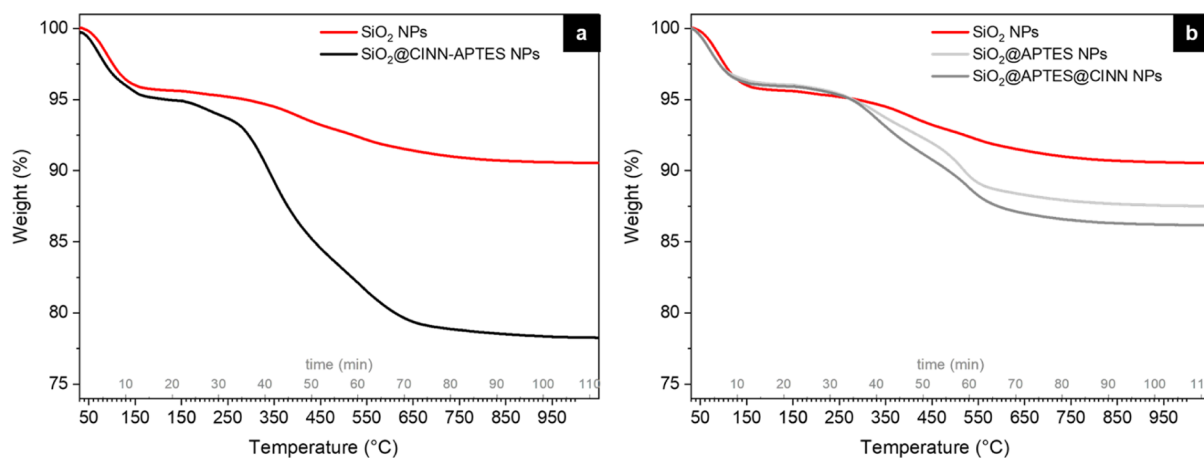 a
SiO₂ NPs
SiO₂@CINN-APTES NPs
100
95
90
85
80
75
Weight (%)
time (min)
10 20 30 40 50 60 70 80 90 100 110
50 150 250 350 450 550 650 750 850 950
Temperature (°C)
b
SiO₂ NPs
SiO₂@APTES NPs
SiO₂@APTES@CINN NPs
100
95
90
85
80
75
Weight (%)
time (min)
10 20 30 40 50 60 70 80 90 100 11
50 150 250 350 450 550 650 750 850 950
Temperature (°C)